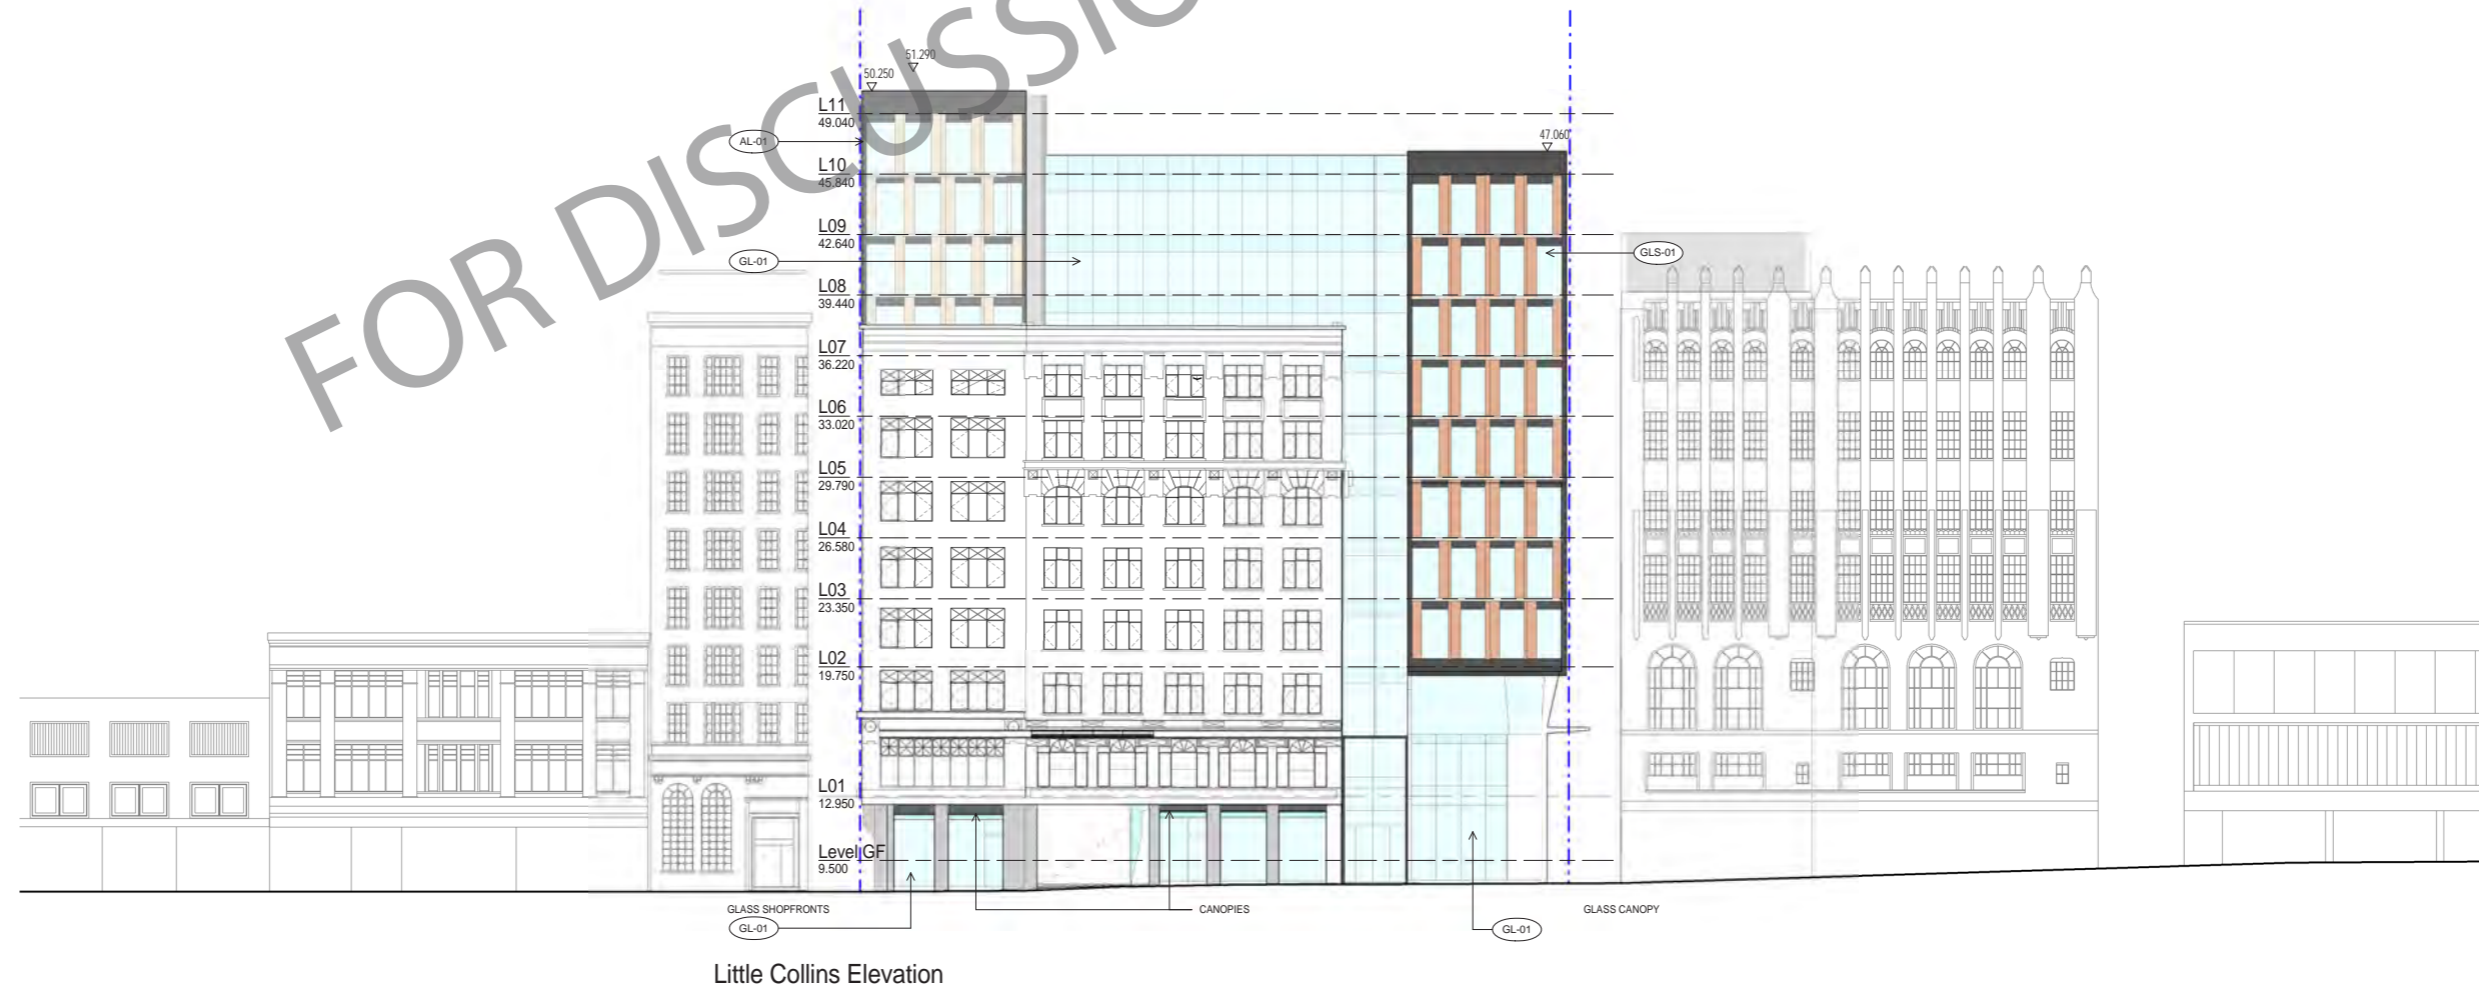 FOR DISCUSSIO
51.290
50.250
L11
49.040
47.060
AL-01
L10
45.840
L09
42.640
GL-01
GLS-01
L08
39.440
L07
36.220
L06
33.020
L05
29.790
L04
26.580
L03
23.350
L02
19.750
L01
12.950
Level GF
9.500
GLASS SHOPFRONTS
CANOPIES
GLASS CANOPY
GL-01
GL-01
Little Collins Elevation